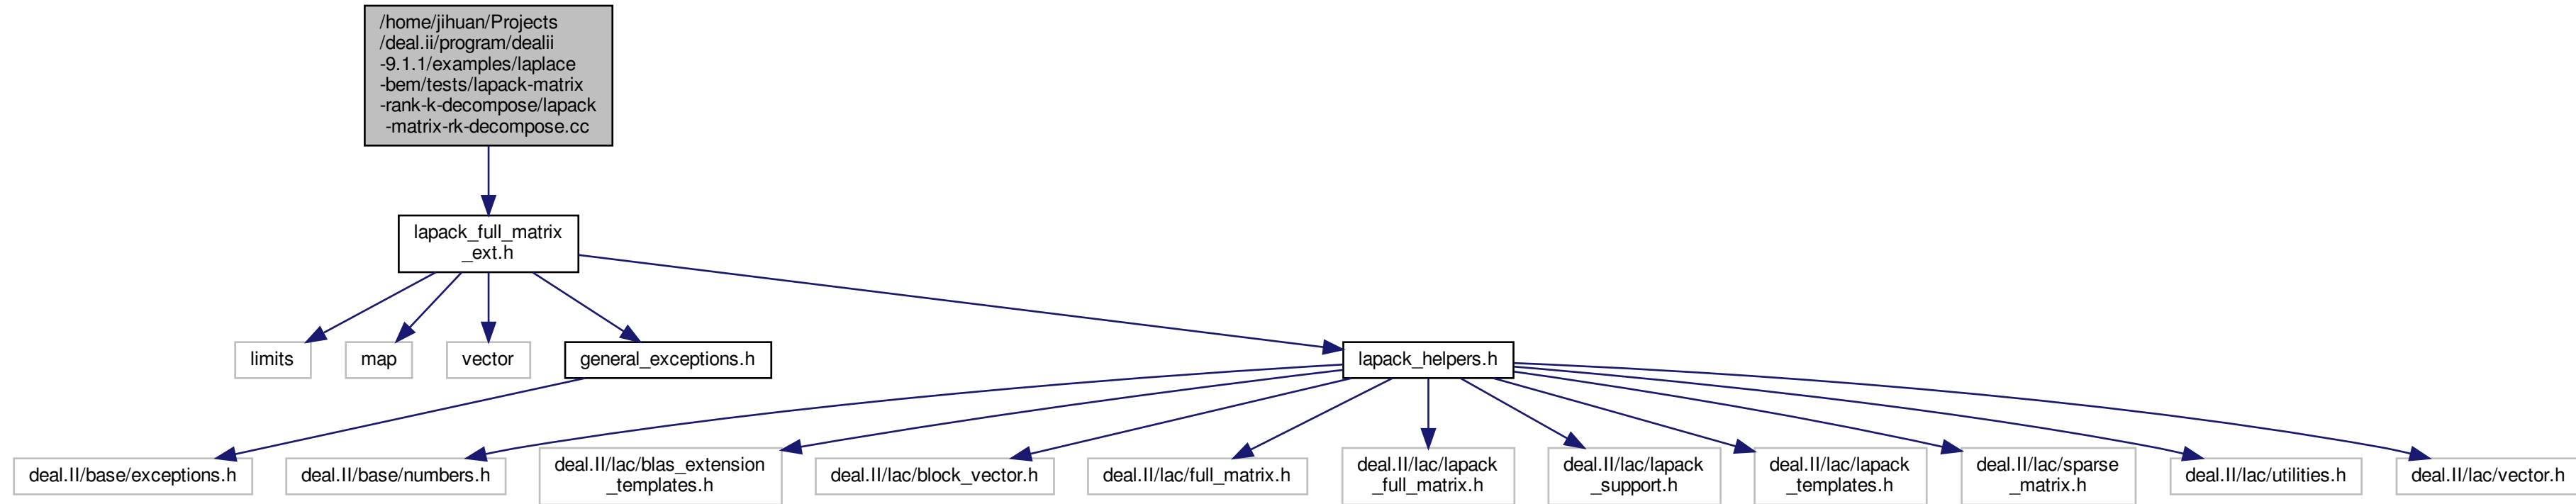 /home/jihuan/Projects
/deal.ii/program/dealii
-9.1.1/examples/laplace
-bem/tests/lapack-matrix
-rank-k-decompose/lapack
-matrix-rk-decompose.cc
lapack_full_matrix
_ext.h
limits
map
vector
general_exceptions.h
lapack_helpers.h
deal.II/base/exceptions.h
deal.II/base/numbers.h
deal.II/lac/blas_extension
_templates.h
deal.II/lac/block_vector.h
deal.II/lac/full_matrix.h
deal.II/lac/lapack
_full_matrix.h
deal.II/lac/lapack
_support.h
deal.II/lac/lapack
_templates.h
deal.II/lac/sparse
_matrix.h
deal.II/lac/utilities.h
deal.II/lac/vector.h